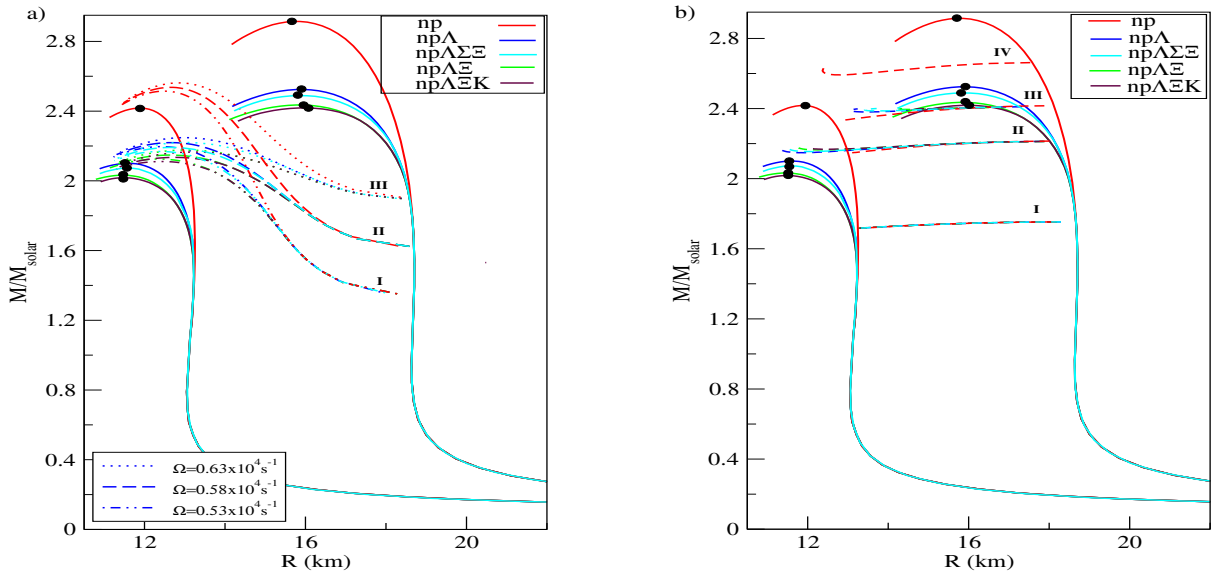 a)
M/M_solar
2.8
2.4
2
1.6
1.2
0.8
0.4
0
12
16
20
R (km)
np
npΛ
npΛΣΞ
npΛΞ
npΛΞK
III
II
I
Ω=0.63x10^4s^-1
Ω=0.58x10^4s^-1
Ω=0.53x10^4s^-1
b)
M/M_solar
2.8
2.4
2
1.6
1.2
0.8
0.4
0
12
16
20
R (km)
np
npΛ
npΛΣΞ
npΛΞ
npΛΞK
IV
III
II
I